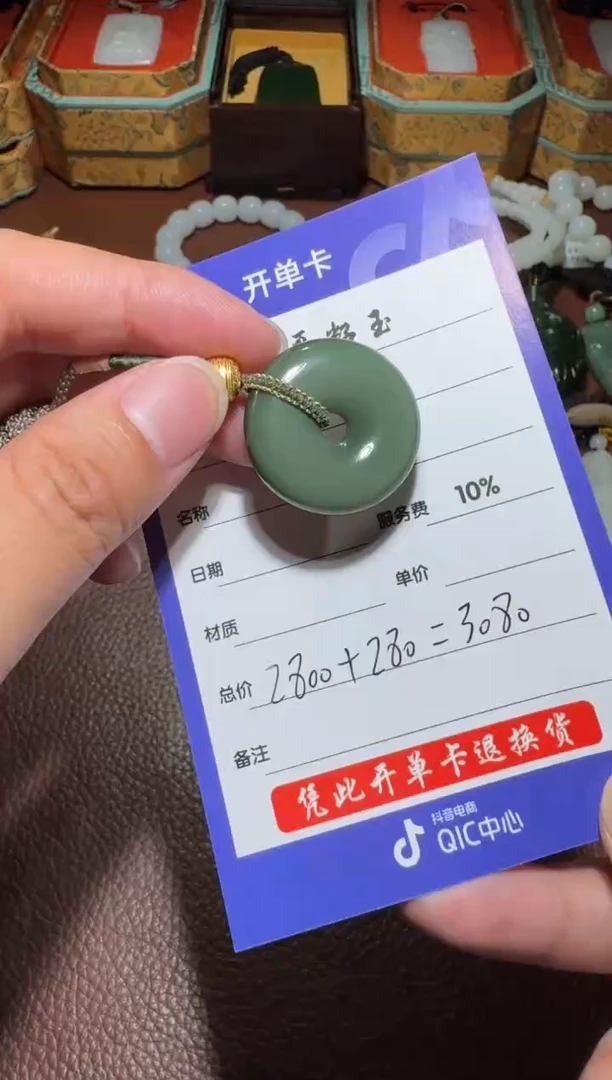 开单卡
玉
名称
服务费 10%
日期
单价
材质
总价 2800+280=3080
备注
凭此开单卡退换货
抖音电商
QIC中心